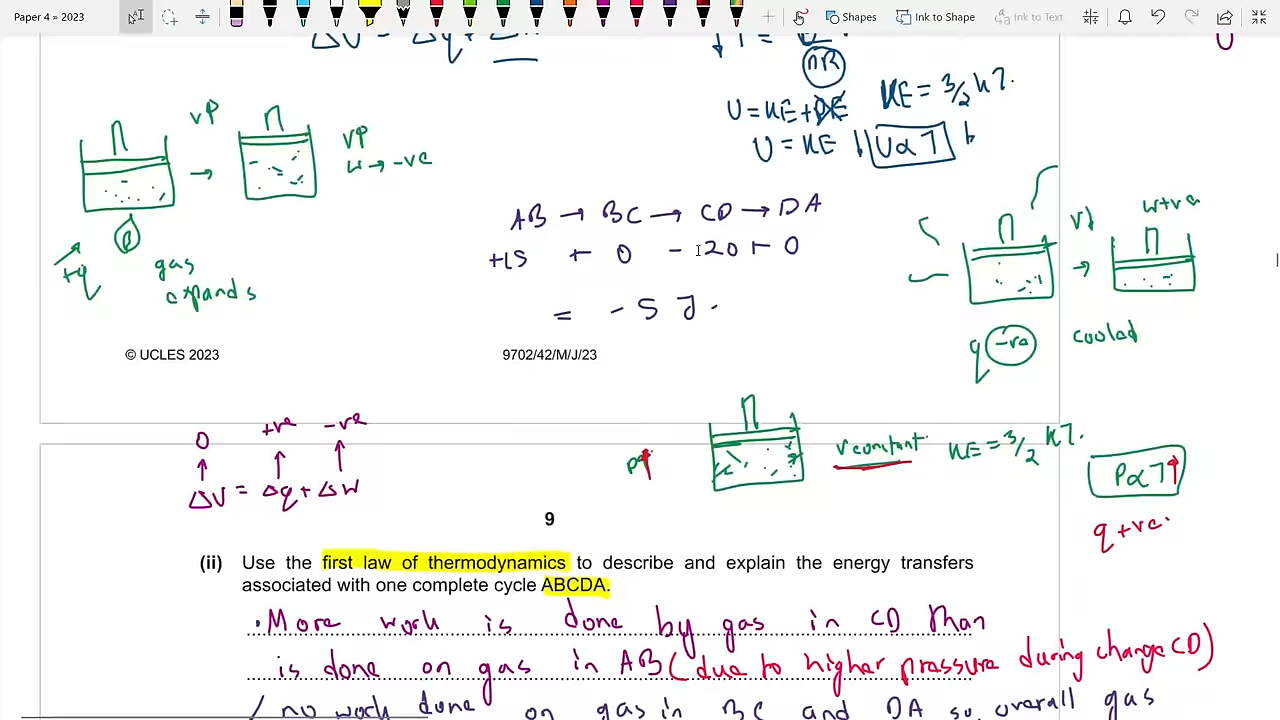 Paper 4 » 2023
Shapes
Ink to Shape
Ink to Text
ΔU = Δq +
(nR)
U = KE + PE
KE = 3/2 kT.
U = KE
U ∝ T
VP
VP
w → -ve
+q
gas
expands
AB → BC → CD → DA
+15 + 0 - 20 + 0
= - 5 J.
V↓
w+ve
q -ve
cooled
© UCLES 2023
9702/42/M/J/23
0 +ve -ve
ΔU = Δq + ΔW
P↑
V constant
KE = 3/2 kT.
P ∝ T↑
q +ve.
9
(ii) Use the first law of thermodynamics to describe and explain the energy transfers
associated with one complete cycle ABCDA.
• More work is done by gas in CD than
is done on gas in AB (due to higher pressure during change CD)
/ no work done on gas in BC and DA so overall gas